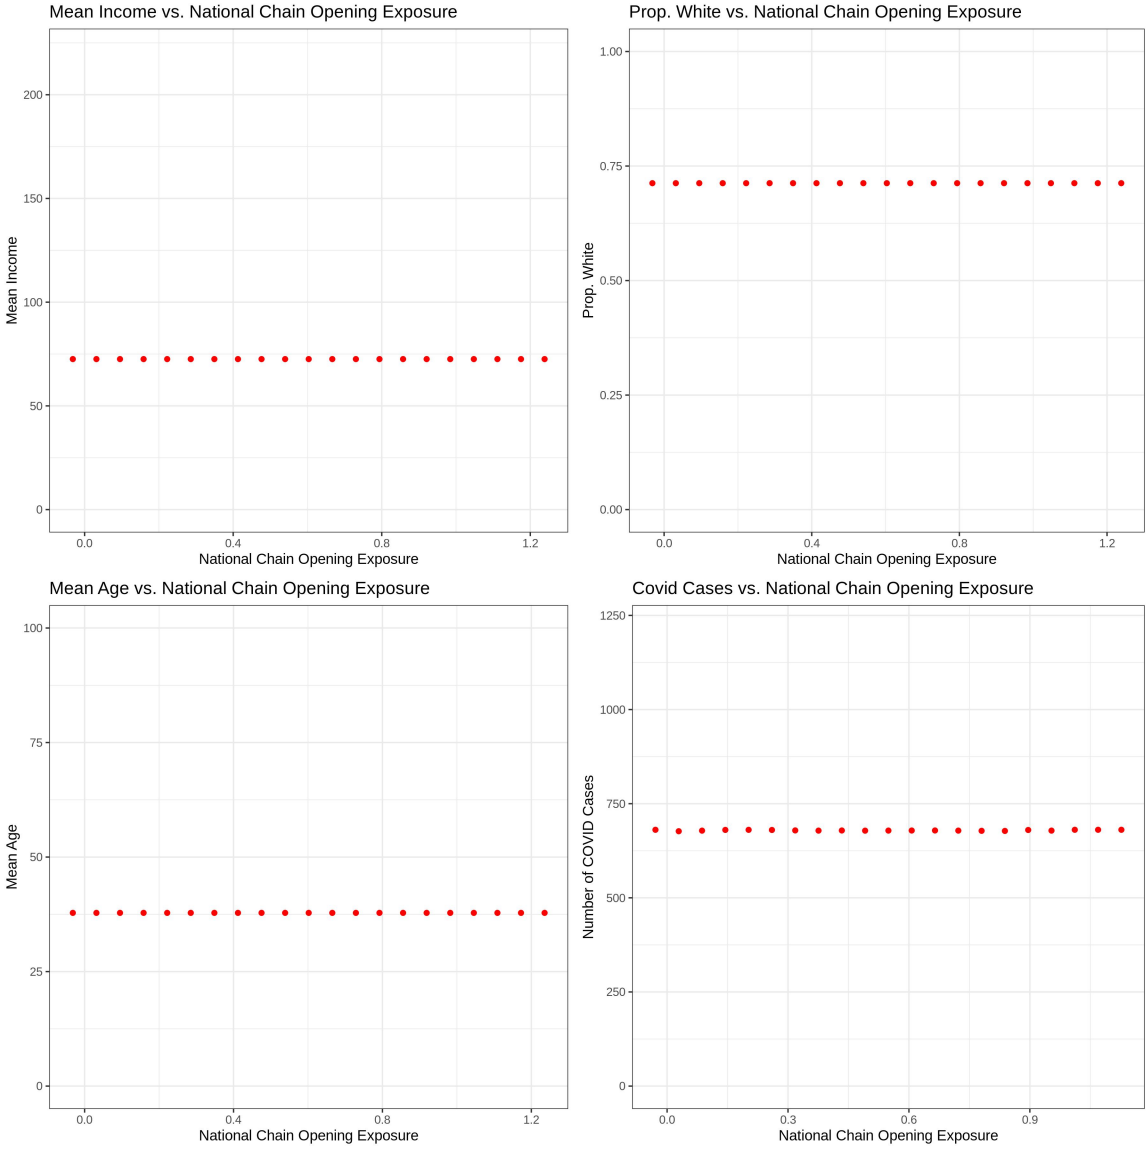 Mean Income vs. National Chain Opening Exposure
Mean Income
200
150
100
50
0
0.0 0.4 0.8 1.2
National Chain Opening Exposure
Prop. White vs. National Chain Opening Exposure
Prop. White
1.00
0.75
0.50
0.25
0.00
0.0 0.4 0.8 1.2
National Chain Opening Exposure
Mean Age vs. National Chain Opening Exposure
Mean Age
100
75
50
25
0
0.0 0.4 0.8 1.2
National Chain Opening Exposure
Covid Cases vs. National Chain Opening Exposure
Number of COVID Cases
1250
1000
750
500
250
0
0.0 0.3 0.6 0.9
National Chain Opening Exposure